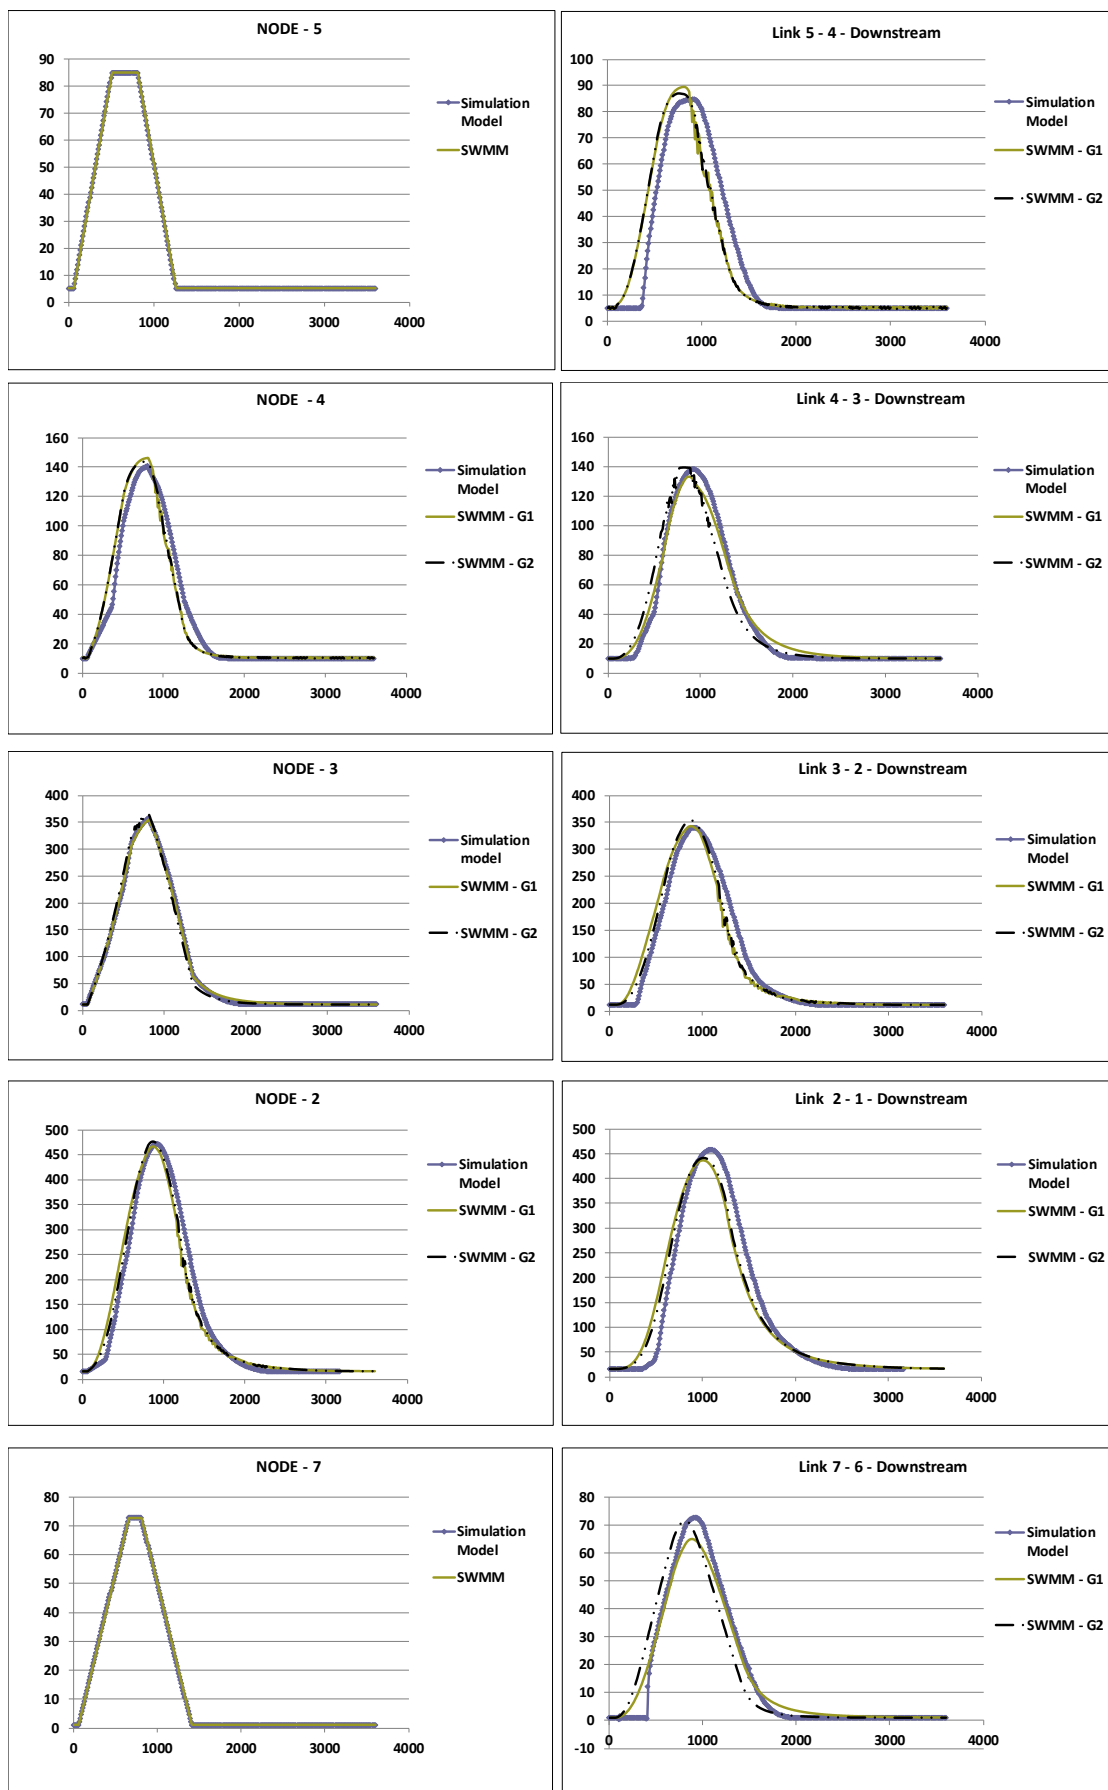 NODE - 5
90
80
70
60
50
40
30
20
10
0
0 1000 2000 3000 4000
Simulation
Model
SWMM
Link 5 - 4 - Downstream
100
90
80
70
60
50
40
30
20
10
0
0 1000 2000 3000 4000
Simulation
Model
SWMM - G1
SWMM - G2
NODE - 4
160
140
120
100
80
60
40
20
0
0 1000 2000 3000 4000
Simulation
Model
SWMM - G1
SWMM - G2
Link 4 - 3 - Downstream
160
140
120
100
80
60
40
20
0
0 1000 2000 3000 4000
Simulation
Model
SWMM - G1
SWMM - G2
NODE - 3
400
350
300
250
200
150
100
50
0
0 1000 2000 3000 4000
Simulation
model
SWMM - G1
SWMM - G2
Link 3 - 2 - Downstream
400
350
300
250
200
150
100
50
0
0 1000 2000 3000 4000
Simulation
Model
SWMM - G1
SWMM - G2
NODE - 2
500
450
400
350
300
250
200
150
100
50
0
0 1000 2000 3000 4000
Simulation
Model
SWMM - G1
SWMM - G2
Link 2 - 1 - Downstream
500
450
400
350
300
250
200
150
100
50
0
0 1000 2000 3000 4000
Simulation
Model
SWMM - G1
SWMM - G2
NODE - 7
80
70
60
50
40
30
20
10
0
0 1000 2000 3000 4000
Simulation
Model
SWMM
Link 7 - 6 - Downstream
80
70
60
50
40
30
20
10
0
-10
0 1000 2000 3000 4000
Simulation
Model
SWMM - G1
SWMM - G2